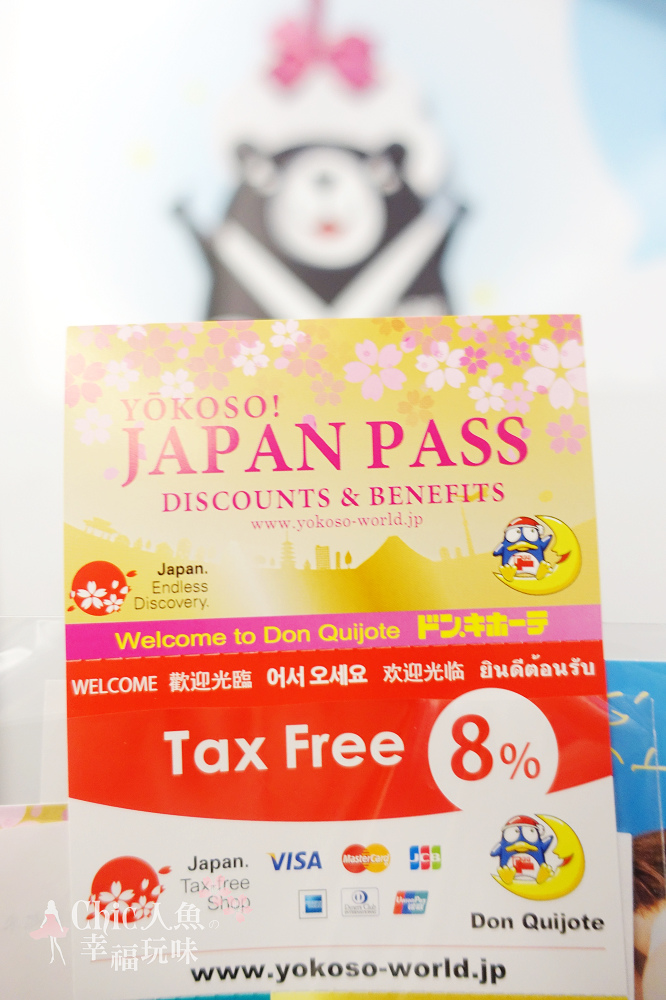 YŌKOSO!
JAPAN PASS
DISCOUNTS & BENEFITS
www.yokoso-world.jp
Japan.
Endless
Discovery.
Welcome to Don Quijote ドン.キホーテ
WELCOME 歡迎光臨 어서 오세요 欢迎光临 ยินดีต้อนรับ
Tax Free 8%
Japan.
Tax-free
Shop
VISA MasterCard JCB
Don Quijote
www.yokoso-world.jp
Chic人魚の
幸福玩味